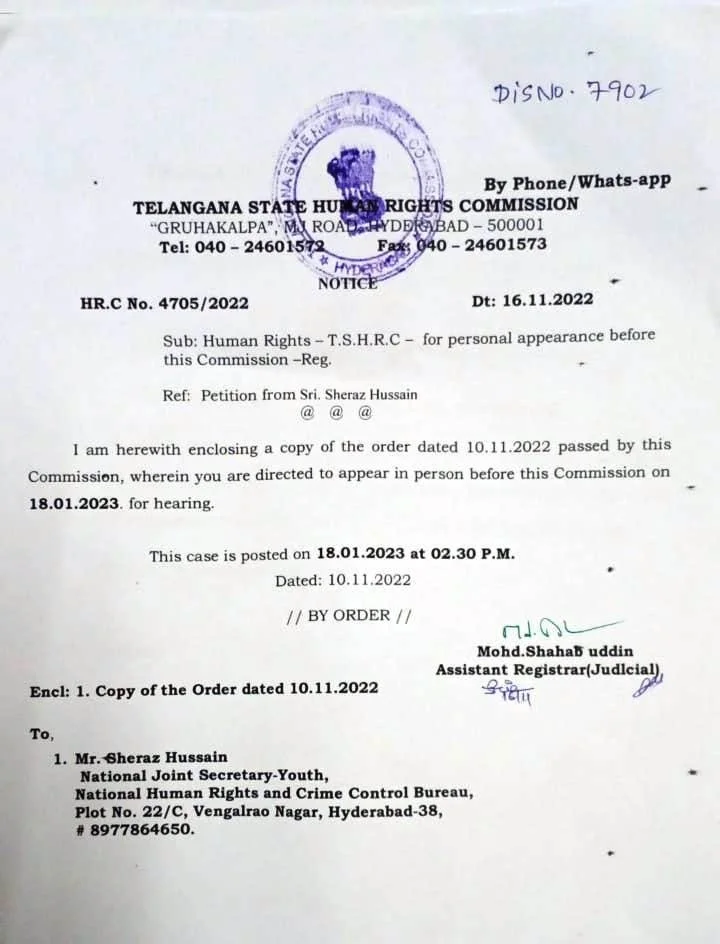 DISNO. 7902
By Phone/Whats-app
TELANGANA STATE HUMAN RIGHTS COMMISSION
"GRUHAKALPA", MJ ROAD, HYDERABAD – 500001
Tel: 040 – 24601572 Fax: 040 – 24601573
HYDERABAD
NOTICE
HR.C No. 4705/2022 Dt: 16.11.2022
Sub: Human Rights – T.S.H.R.C – for personal appearance before
this Commission –Reg.
Ref: Petition from Sri. Sheraz Hussain
@ @ @
I am herewith enclosing a copy of the order dated 10.11.2022 passed by this
Commission, wherein you are directed to appear in person before this Commission on
18.01.2023. for hearing.
This case is posted on 18.01.2023 at 02.30 P.M.
Dated: 10.11.2022
// BY ORDER //
Mohd.Shahab uddin
Assistant Registrar(Judicial)
Encl: 1. Copy of the Order dated 10.11.2022
To,
1. Mr. Sheraz Hussain
National Joint Secretary-Youth,
National Human Rights and Crime Control Bureau,
Plot No. 22/C, Vengalrao Nagar, Hyderabad-38,
# 8977864650.